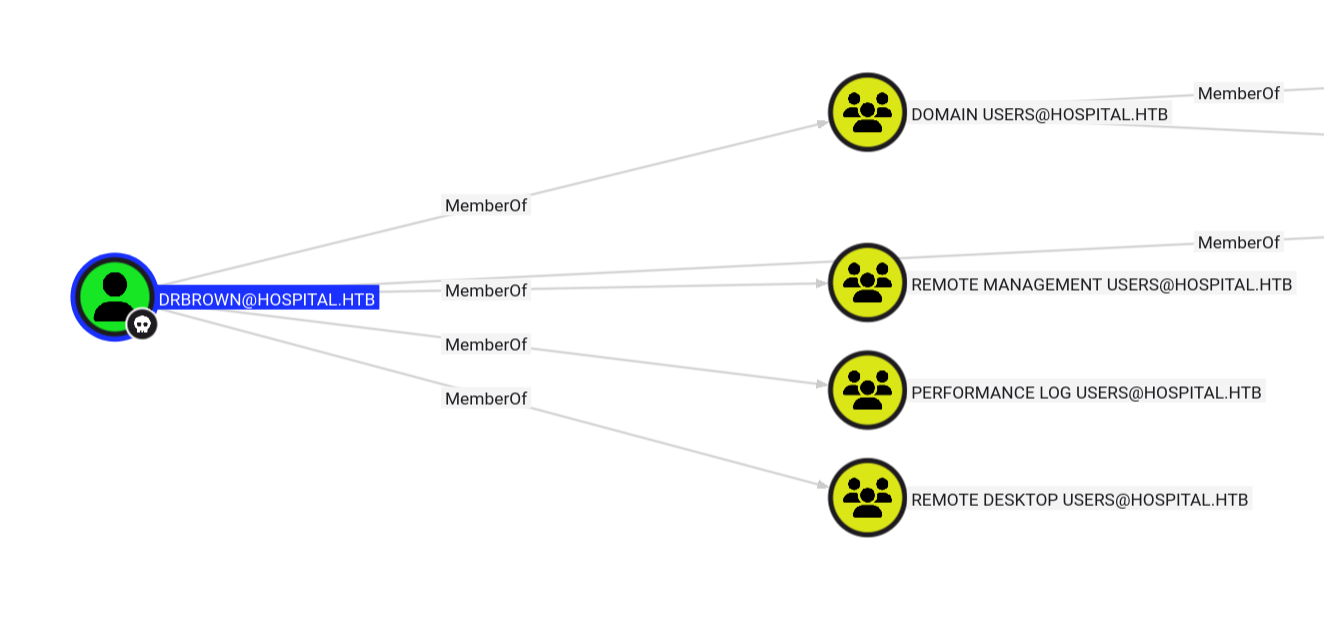 MemberOf
DOMAIN USERS@HOSPITAL.HTB
MemberOf
MemberOf
REMOTE MANAGEMENT USERS@HOSPITAL.HTB
MemberOf
DRBROWN@HOSPITAL.HTB
MemberOf
PERFORMANCE LOG USERS@HOSPITAL.HTB
MemberOf
REMOTE DESKTOP USERS@HOSPITAL.HTB